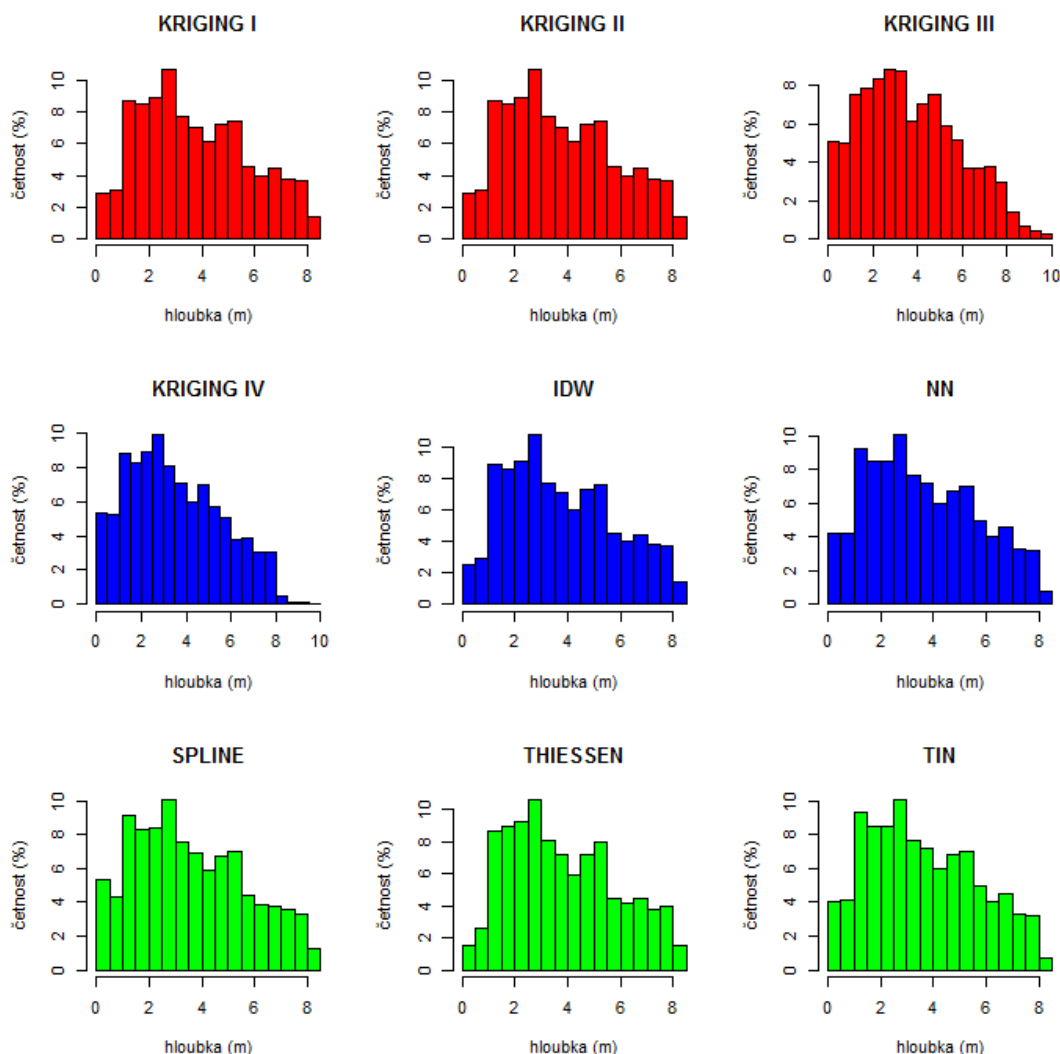 KRIGING I
četnost (%)
0 2 4 6 8 10
0 2 4 6 8
hloubka (m)
KRIGING II
četnost (%)
0 2 4 6 8 10
0 2 4 6 8
hloubka (m)
KRIGING III
četnost (%)
0 2 4 6 8
0 2 4 6 8 10
hloubka (m)
KRIGING IV
četnost (%)
0 2 4 6 8 10
0 2 4 6 8 10
hloubka (m)
IDW
četnost (%)
0 2 4 6 8 10
0 2 4 6 8
hloubka (m)
NN
četnost (%)
0 2 4 6 8 10
0 2 4 6 8
hloubka (m)
SPLINE
četnost (%)
0 2 4 6 8 10
0 2 4 6 8
hloubka (m)
THIESSEN
četnost (%)
0 2 4 6 8 10
0 2 4 6 8
hloubka (m)
TIN
četnost (%)
0 2 4 6 8 10
0 2 4 6 8
hloubka (m)